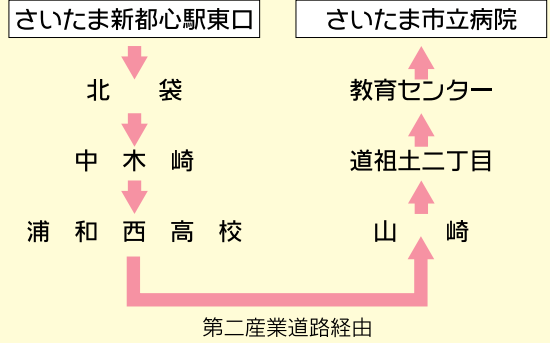 さいたま新都心駅東口
北 袋
中 木 崎
浦 和 西 高 校
第二産業道路経由
山 崎
道祖土二丁目
教育センター
さいたま市立病院